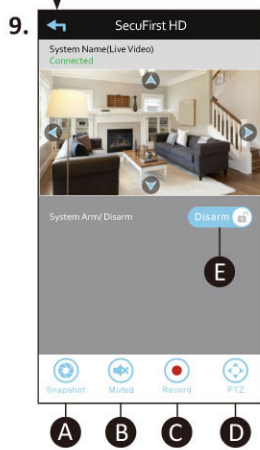 9.
SecuFirst HD
System Name(Live Video)
Connected
System Arm/ Disarm
Disarm
E
Snapshot
Muted
Record
PTZ
A
B
C
D